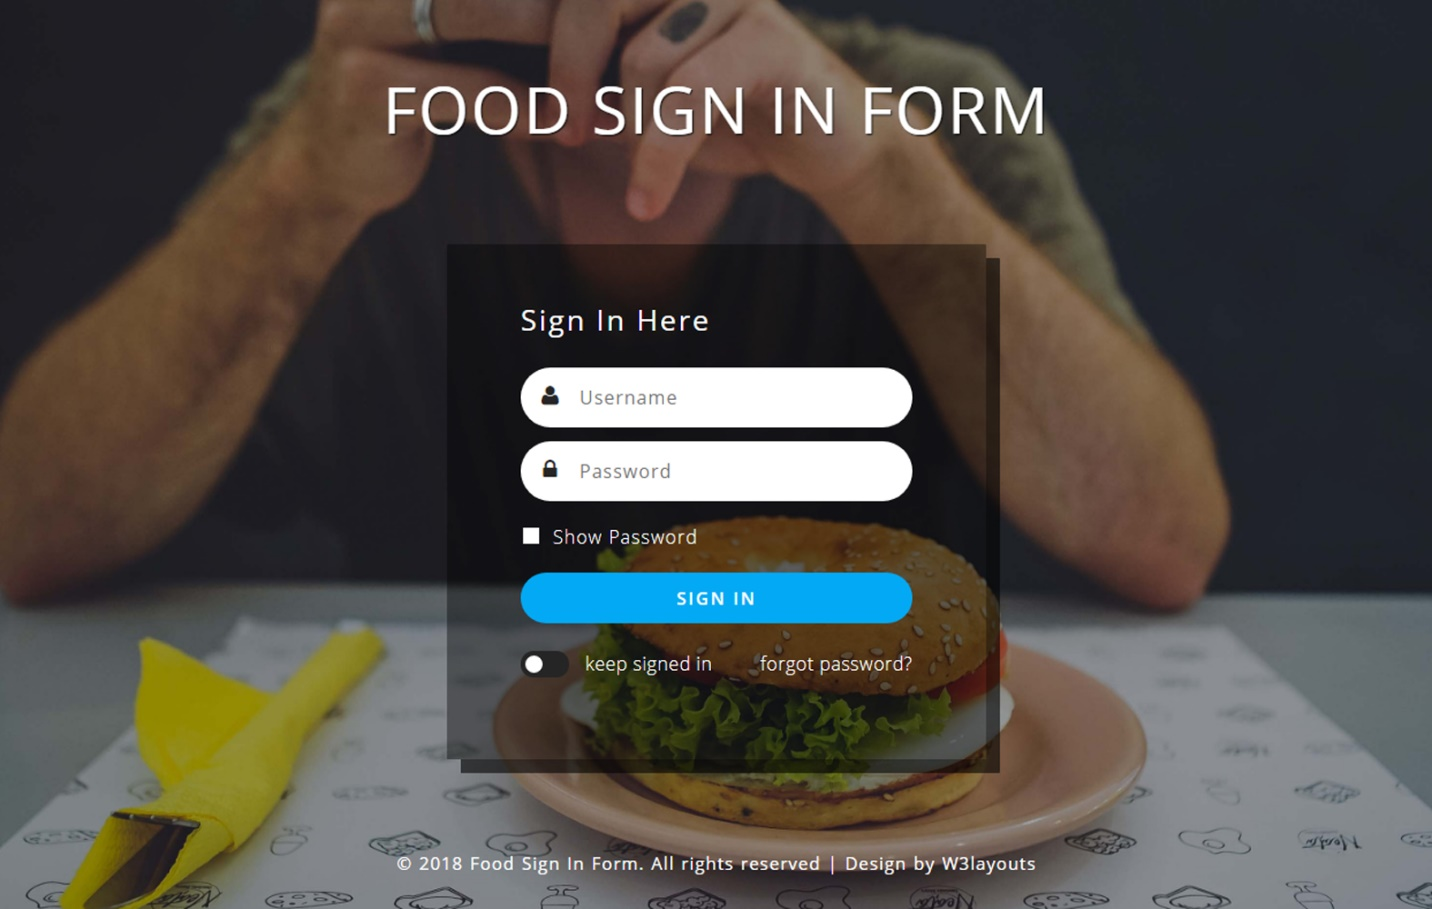 FOOD SIGN IN FORM
Sign In Here
Username
Password
Show Password
SIGN IN
keep signed in forgot password?
© 2018 Food Sign In Form. All rights reserved | Design by W3layouts